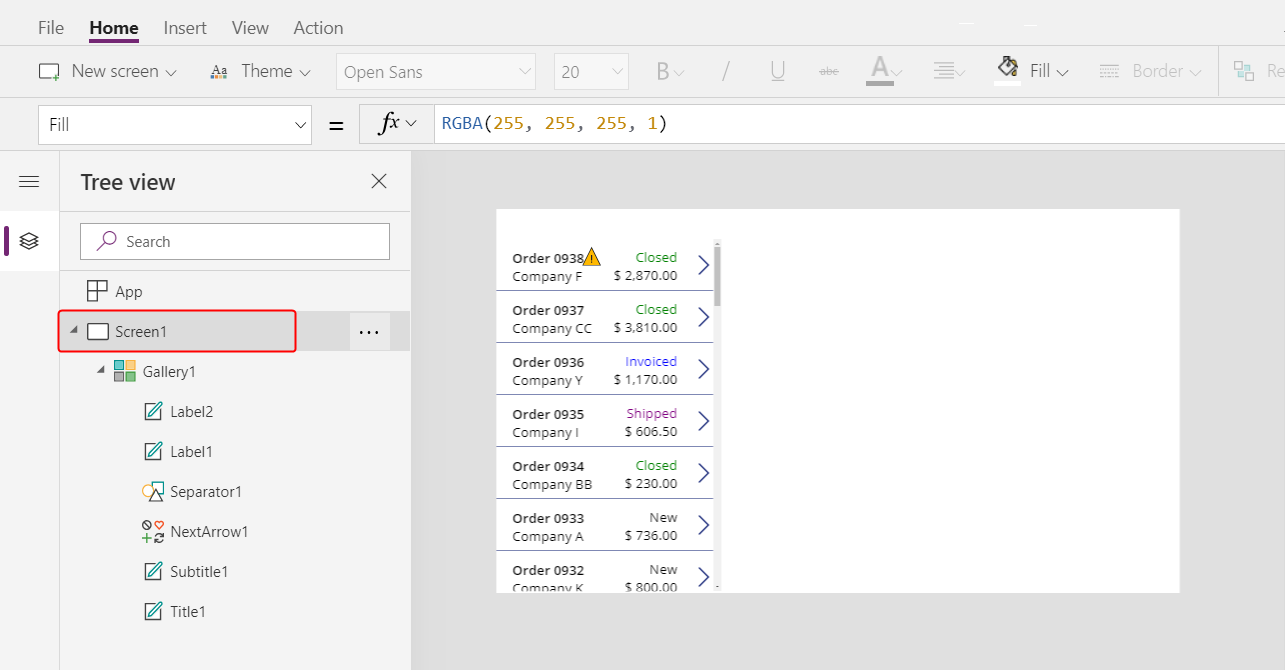 File Home Insert View Action
New screen Aa Theme Open Sans 20 B / U abc A Fill Border Re
Fill = fx RGBA(255, 255, 255, 1)
Tree view
Search
App
Screen1 ...
Gallery1
Label2
Label1
Separator1
NextArrow1
Subtitle1
Title1
Order 0938 Closed
Company F $ 2,870.00
Order 0937 Closed
Company CC $ 3,810.00
Order 0936 Invoiced
Company Y $ 1,170.00
Order 0935 Shipped
Company I $ 606.50
Order 0934 Closed
Company BB $ 230.00
Order 0933 New
Company A $ 736.00
Order 0932 New
Company K $ 800.00